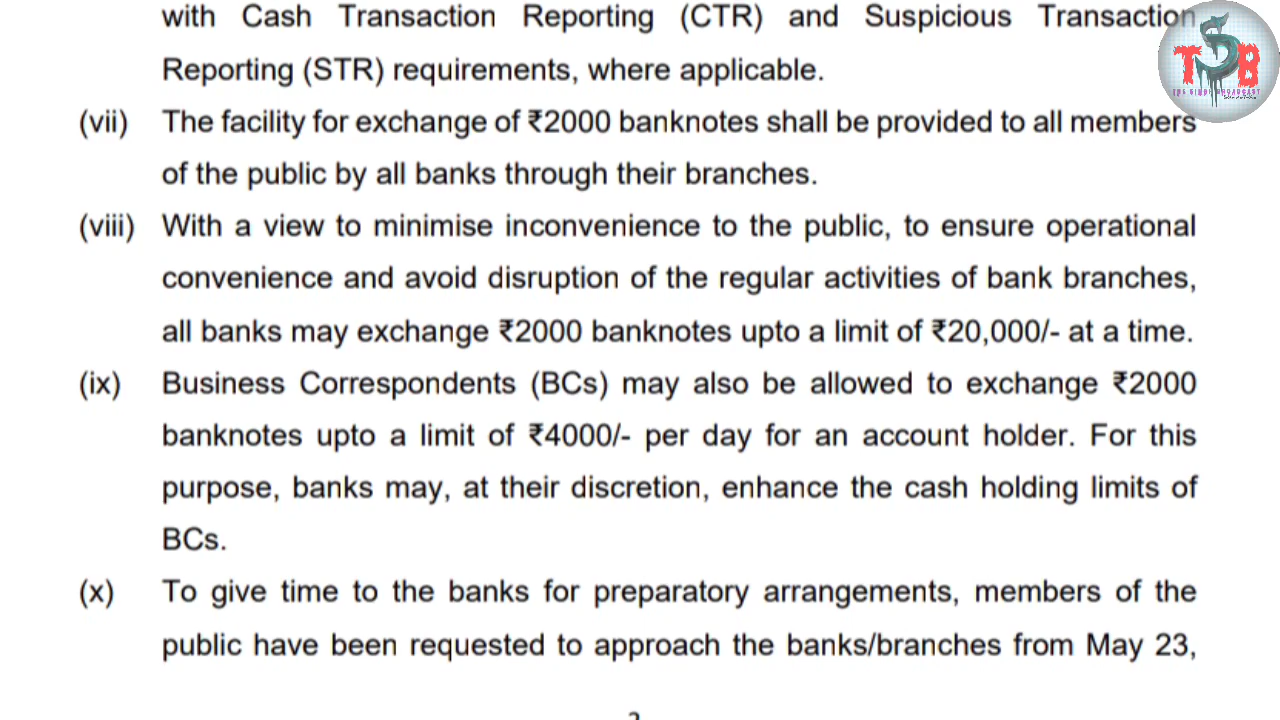 with Cash Transaction Reporting (CTR) and Suspicious Transaction
Reporting (STR) requirements, where applicable.
(vii) The facility for exchange of ₹2000 banknotes shall be provided to all members
of the public by all banks through their branches.
(viii) With a view to minimise inconvenience to the public, to ensure operational
convenience and avoid disruption of the regular activities of bank branches,
all banks may exchange ₹2000 banknotes upto a limit of ₹20,000/- at a time.
(ix) Business Correspondents (BCs) may also be allowed to exchange ₹2000
banknotes upto a limit of ₹4000/- per day for an account holder. For this
purpose, banks may, at their discretion, enhance the cash holding limits of
BCs.
(x) To give time to the banks for preparatory arrangements, members of the
public have been requested to approach the banks/branches from May 23,
TSB